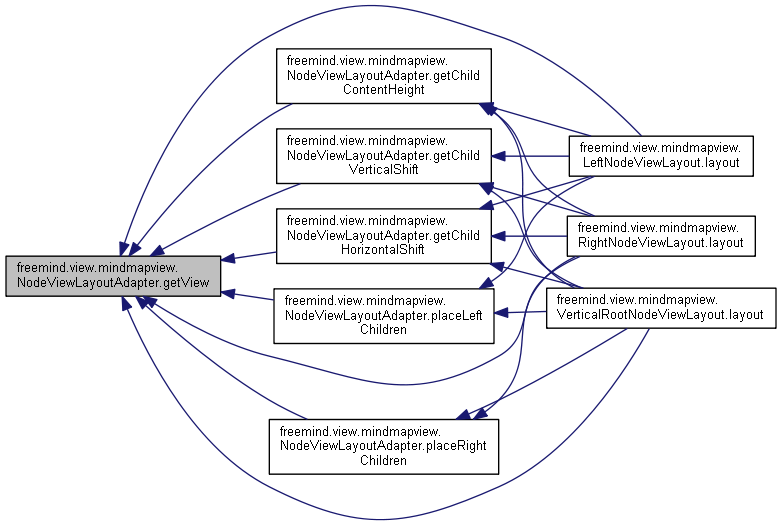 freemind.view.mindmapview.
NodeViewLayoutAdapter.getView
freemind.view.mindmapview.
NodeViewLayoutAdapter.getChild
ContentHeight
freemind.view.mindmapview.
NodeViewLayoutAdapter.getChild
VerticalShift
freemind.view.mindmapview.
NodeViewLayoutAdapter.getChild
HorizontalShift
freemind.view.mindmapview.
NodeViewLayoutAdapter.placeLeft
Children
freemind.view.mindmapview.
NodeViewLayoutAdapter.placeRight
Children
freemind.view.mindmapview.
LeftNodeViewLayout.layout
freemind.view.mindmapview.
RightNodeViewLayout.layout
freemind.view.mindmapview.
VerticalRootNodeViewLayout.layout